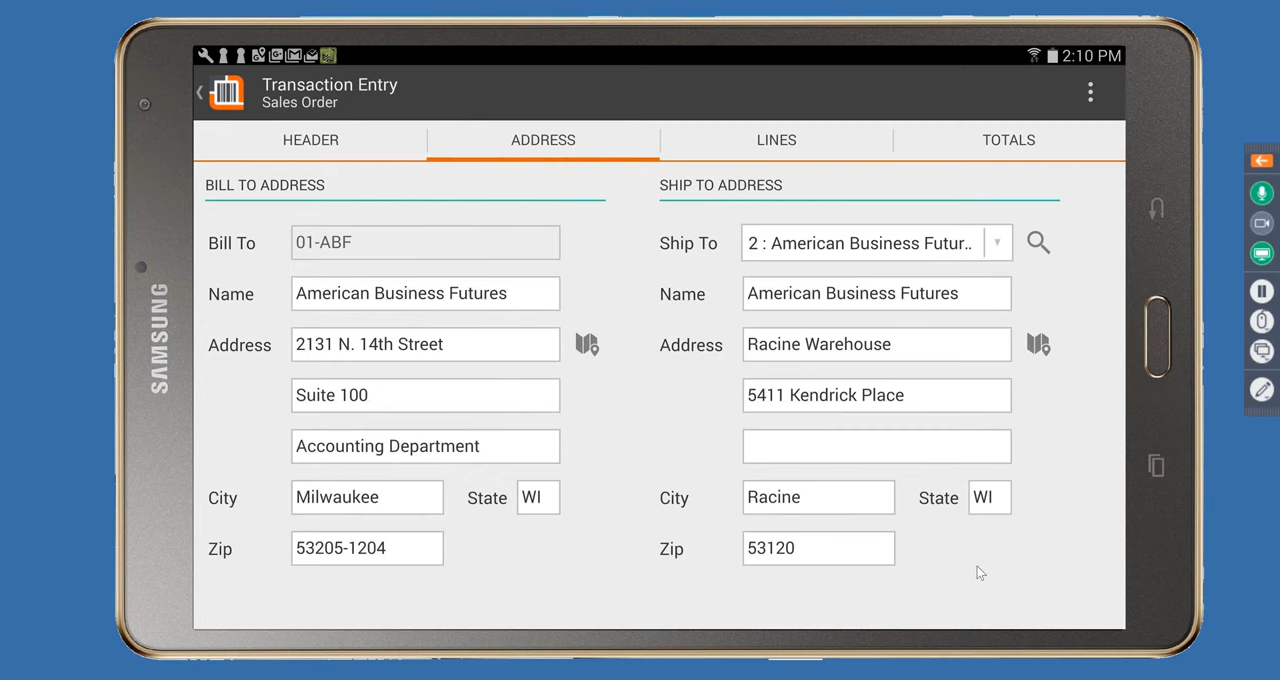 2:10 PM
Transaction Entry
Sales Order
HEADER ADDRESS LINES TOTALS
BILL TO ADDRESS
Bill To 01-ABF
Name American Business Futures
Address 2131 N. 14th Street
Suite 100
Accounting Department
City Milwaukee State WI
Zip 53205-1204
SHIP TO ADDRESS
Ship To 2 : American Business Futur..
Name American Business Futures
Address Racine Warehouse
5411 Kendrick Place
City Racine State WI
Zip 53120
SAMSUNG